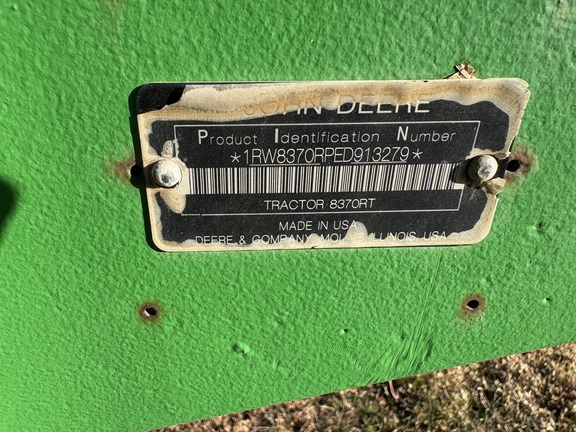 JOHN DEERE
Product Identification Number
*1RW8370RPED913279*
TRACTOR 8370RT
MADE IN USA
DEERE & COMPANY MOLINE ILLINOIS USA